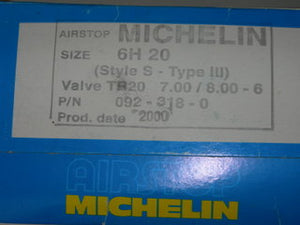 AIRSTOP MICHELIN
SIZE 6H 20
(Style S - Type III)
Valve TR20 7.00 / 8.00 - 6
P/N 092 - 318 - 0
Prod. date "2000"
AIRSTOP
MICHELIN